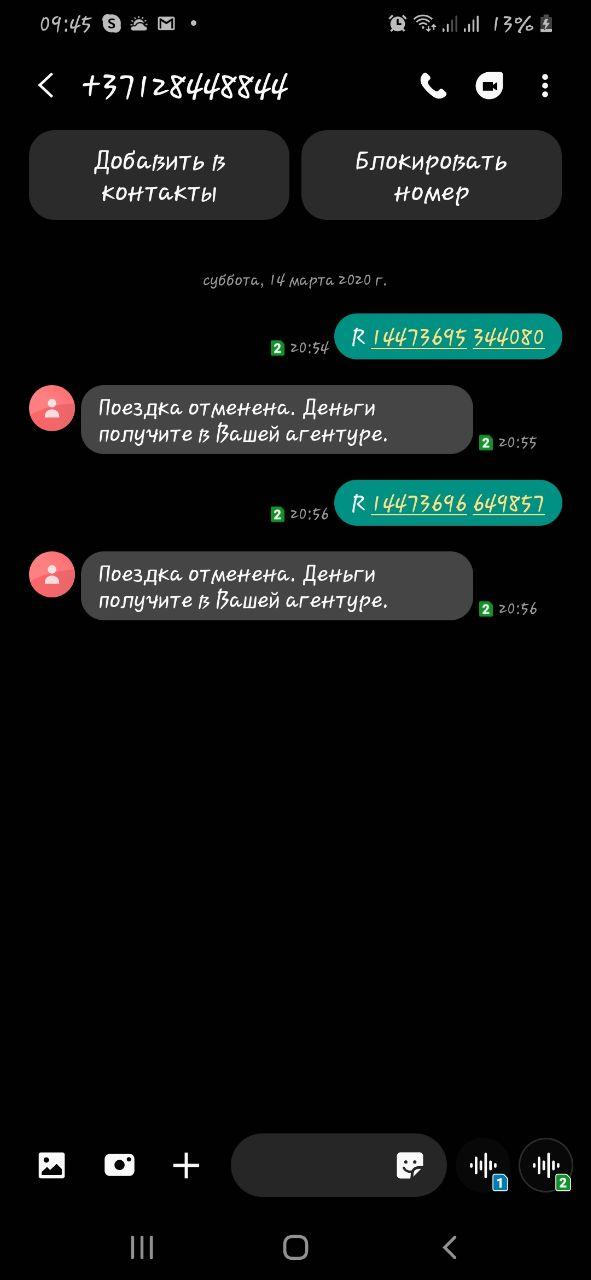 09:45
13%
+37128448844
Добавить в
контакты
Блокировать
номер
суббота, 14 марта 2020 г.
2 20:54
R 14473695 344080
Поездка отменена. Деньги
получите в Вашей агентуре.
2 20:55
2 20:56
R 14473696 649857
Поездка отменена. Деньги
получите в Вашей агентуре.
2 20:56
1
2